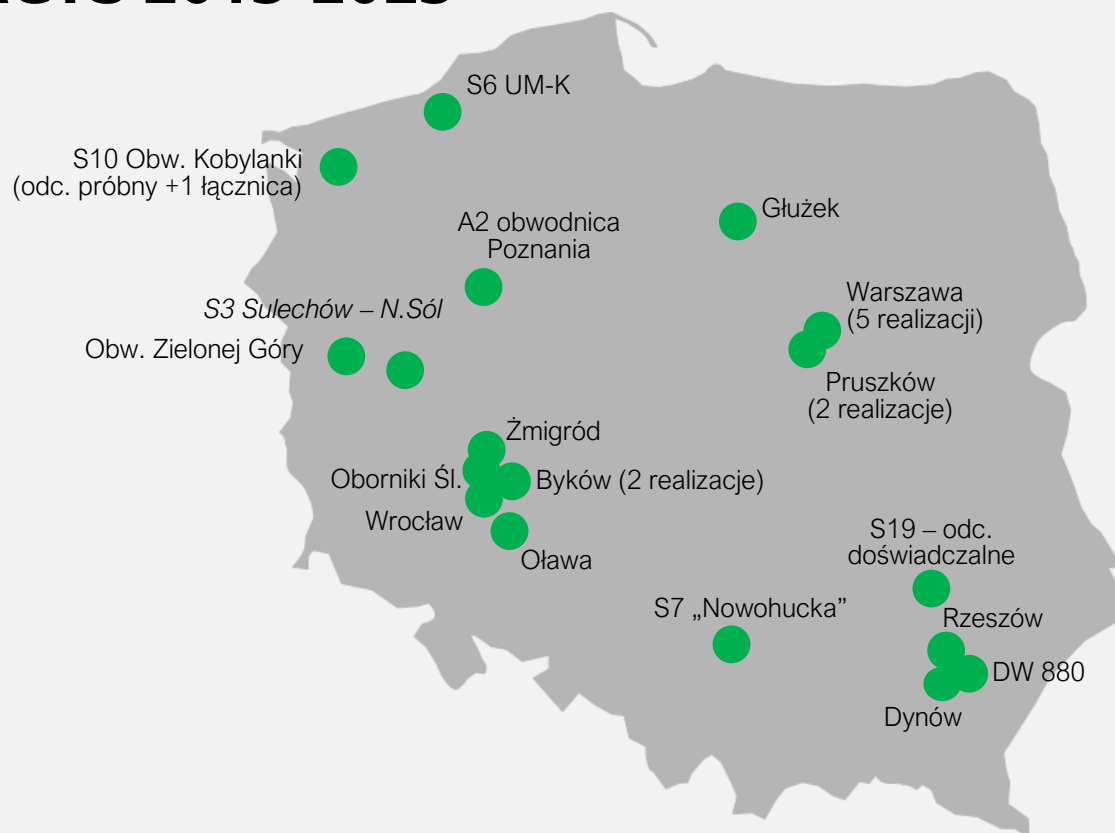 S6 UM-K
S10 Obw. Kobylanki
(odc. próbny +1 łącznica)
Głużek
A2 obwodnica
Poznania
S3 Sulechów – N.Sól
Obw. Zielonej Góry
Warszawa
(5 realizacji)
Pruszków
(2 realizacje)
Żmigród
Oborniki Śl.
Byków (2 realizacje)
Wrocław
Oława
S19 – odc.
doświadczalne
S7 „Nowohucka”
Rzeszów
DW 880
Dynów